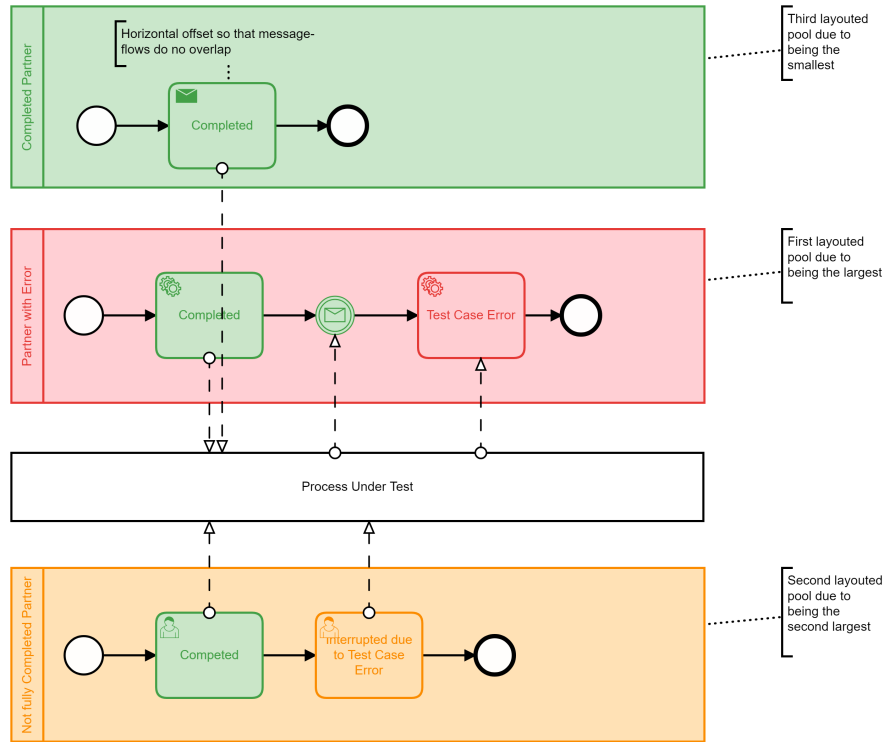 Completed Partner
Horizontal offset so that message-
flows do no overlap
Completed
Third layouted
pool due to
being the
smallest
Partner with Error
Completed
Test Case Error
First layouted
pool due to
being the largest
Process Under Test
Not fully Completed Partner
Competed
Interrupted due
to Test Case
Error
Second layouted
pool due to
being the
second largest